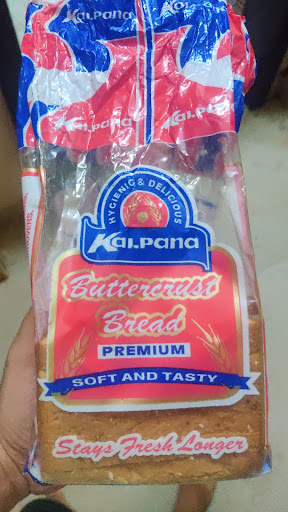 Kalpana
Kalpana
Kalpana
HYGIENIC & DELICIOUS
Kalpana
Buttercrust
Bread
PREMIUM
SOFT AND TASTY
Stays Fresh Longer